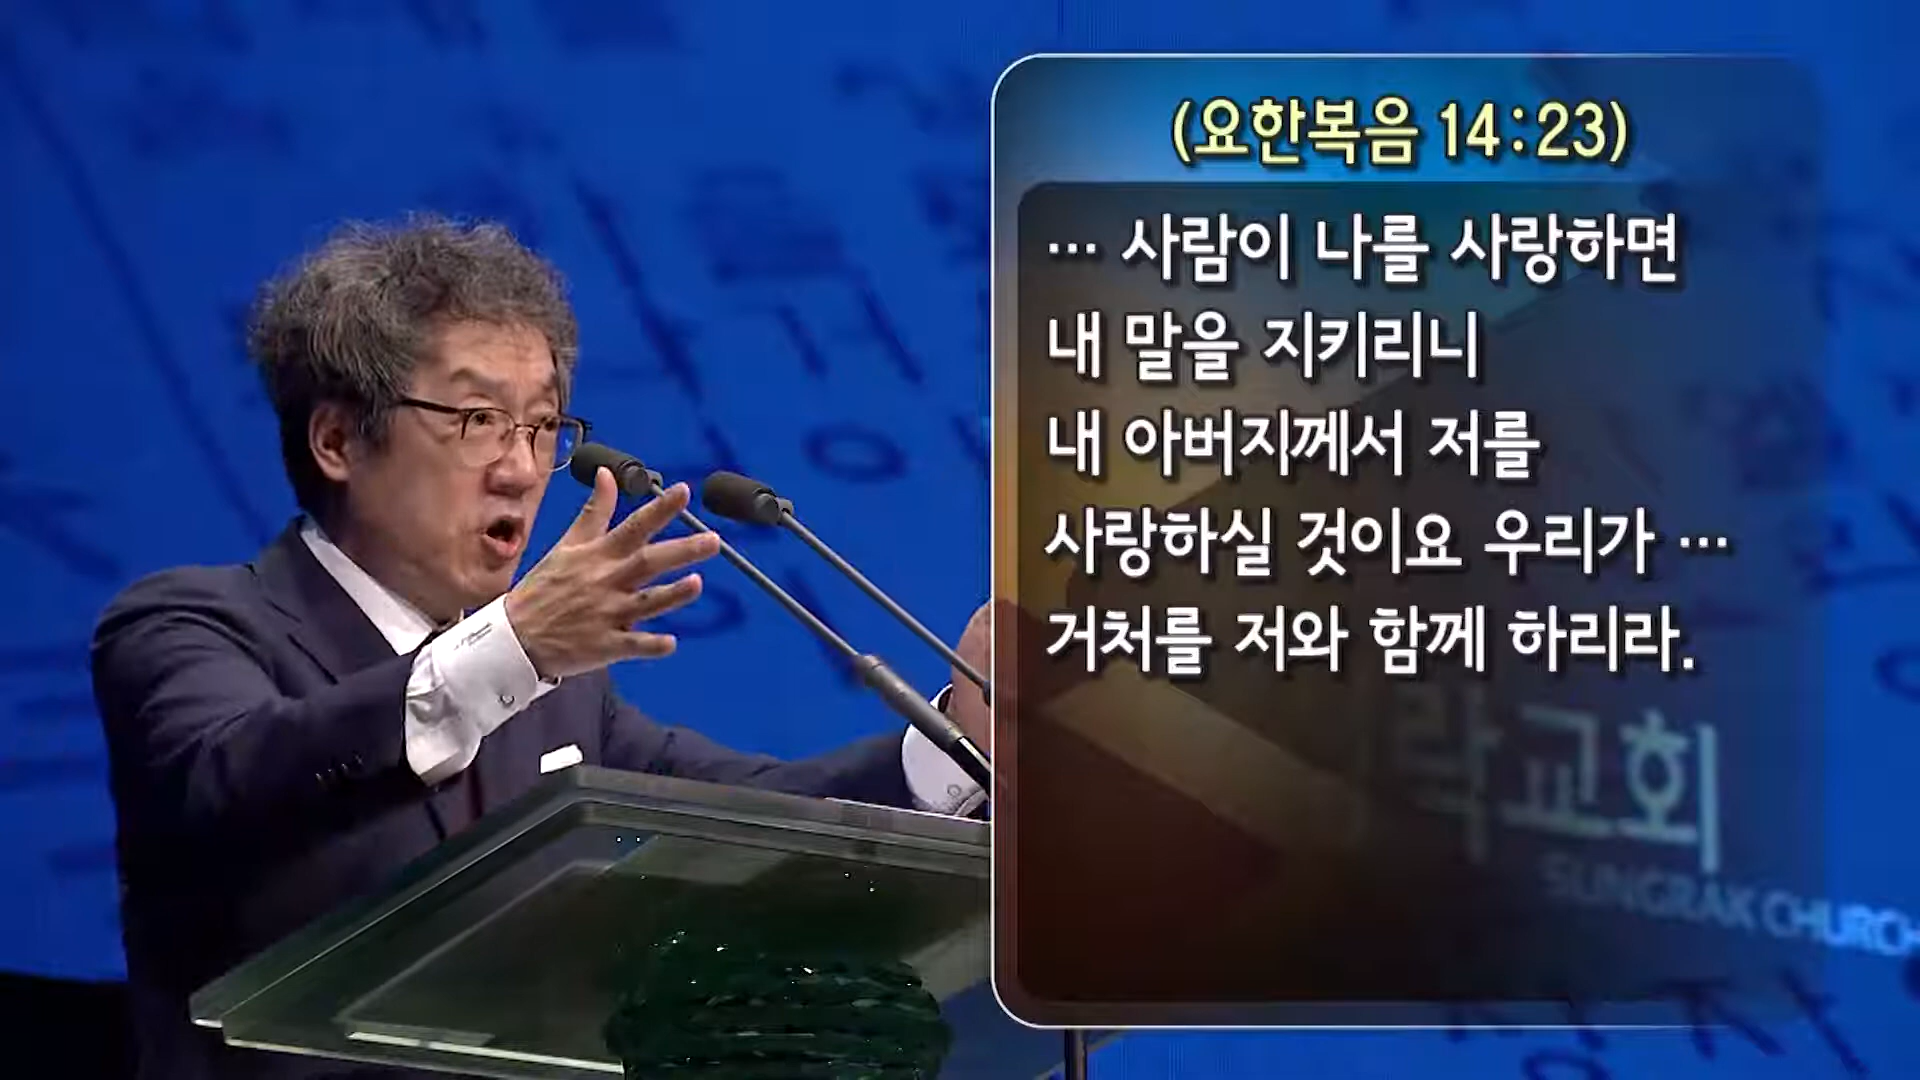 (요한복음 14:23)
… 사람이 나를 사랑하면
내 말을 지키리니
내 아버지께서 저를
사랑하실 것이요 우리가 …
거처를 저와 함께 하리라.
락교회
SUNGRAK CHURCH